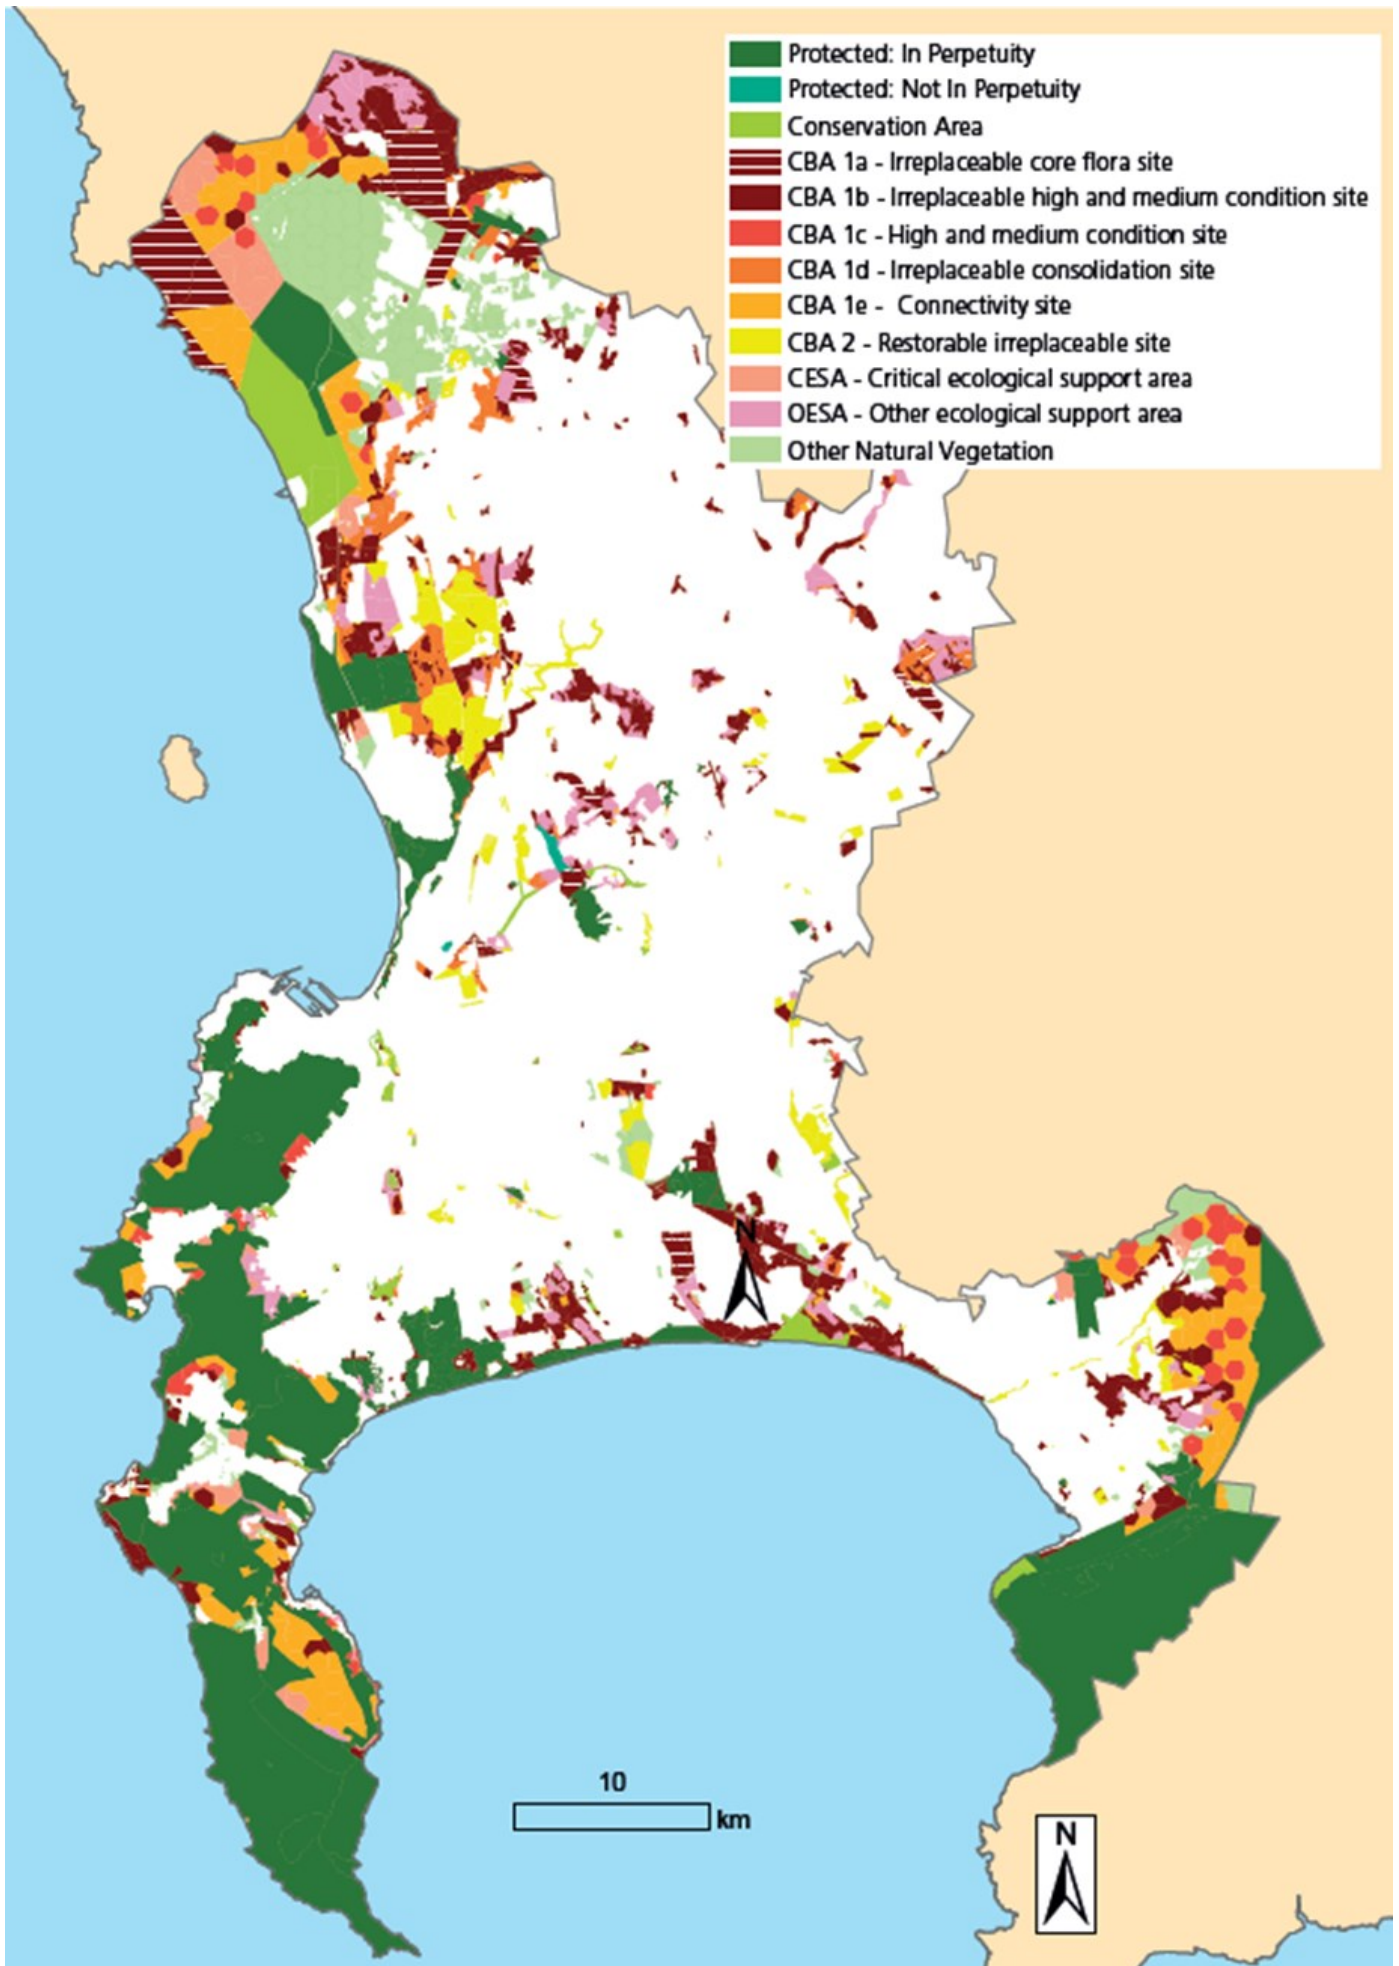 Protected: In Perpetuity
Protected: Not In Perpetuity
Conservation Area
CBA 1a - Irreplaceable core flora site
CBA 1b - Irreplaceable high and medium condition site
CBA 1c - High and medium condition site
CBA 1d - Irreplaceable consolidation site
CBA 1e - Connectivity site
CBA 2 - Restorable irreplaceable site
CESA - Critical ecological support area
OESA - Other ecological support area
Other Natural Vegetation
N
10
km
N